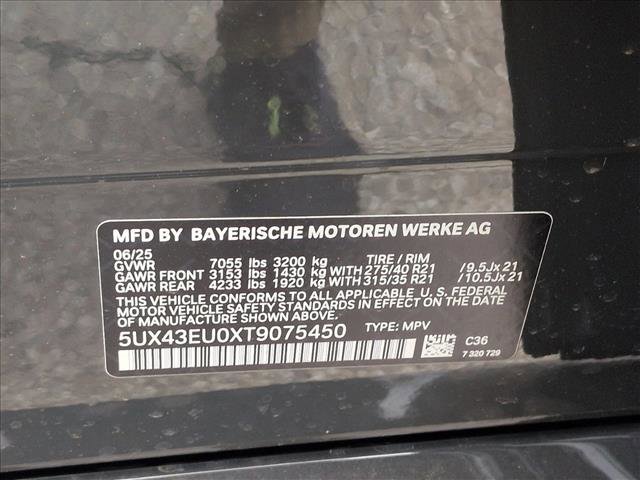 MFD BY BAYERISCHE MOTOREN WERKE AG
06/25
GVWR 7055 lbs 3200 kg TIRE / RIM
GAWR FRONT 3153 lbs 1430 kg WITH 275/40 R21 / 9.5Jx21
GAWR REAR 4233 lbs 1920 kg WITH 315/35 R21 / 10.5Jx21
THIS VEHICLE CONFORMS TO ALL APPLICABLE U.S. FEDERAL
MOTOR VEHICLE SAFETY STANDARDS IN EFFECT ON THE DATE
OF MANUFACTURE SHOWN ABOVE.
5UX43EU0XT9075450 TYPE: MPV
C36
7 320 729